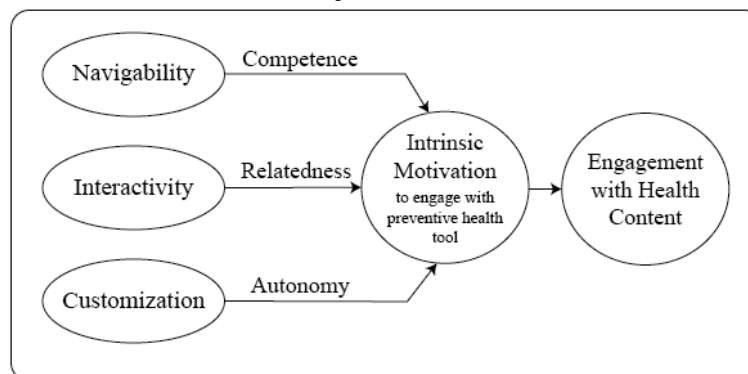 Navigability
Competence
Interactivity
Relatedness
Customization
Autonomy
Intrinsic
Motivation
to engage with
preventive health
tool
Engagement
with Health
Content